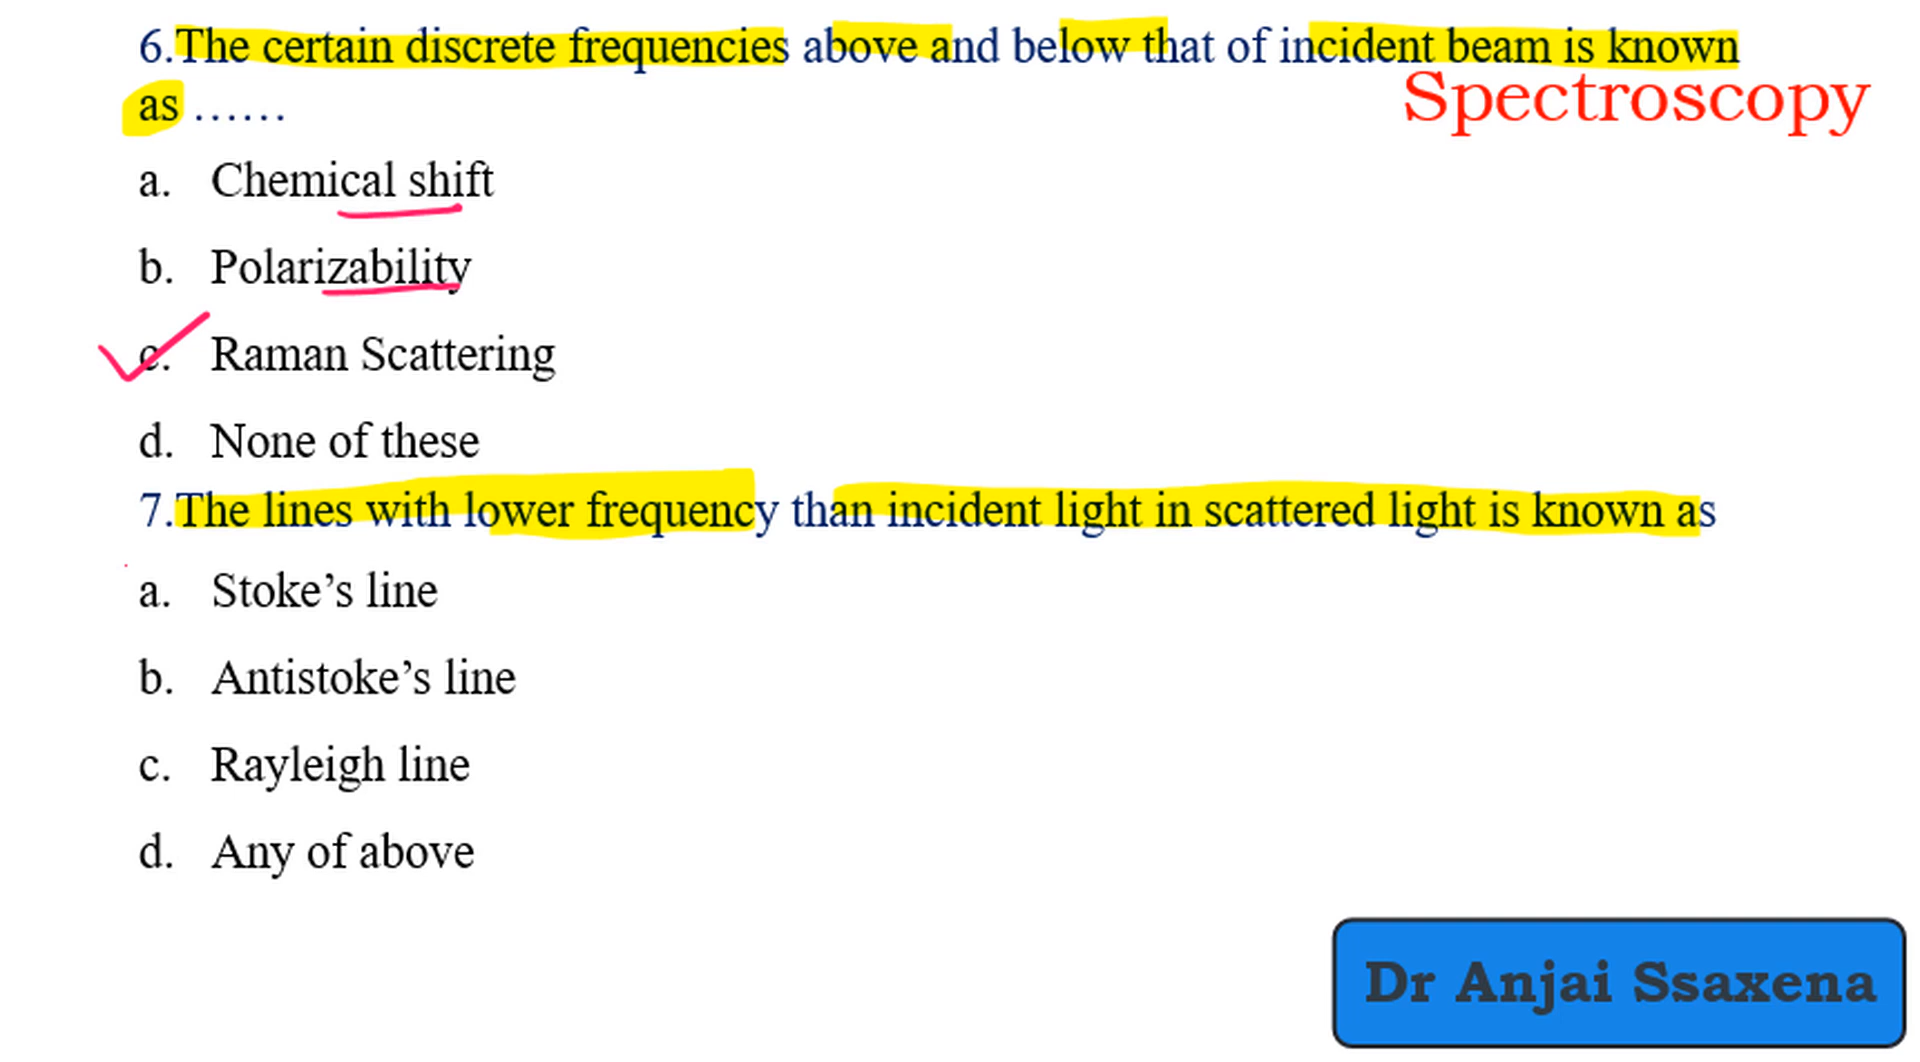 6.The certain discrete frequencies above and below that of incident beam is known
as ......
Spectroscopy
a. Chemical shift
b. Polarizability
c. Raman Scattering
d. None of these
7.The lines with lower frequency than incident light in scattered light is known as
a. Stoke’s line
b. Antistoke’s line
c. Rayleigh line
d. Any of above
Dr Anjai Ssaxena